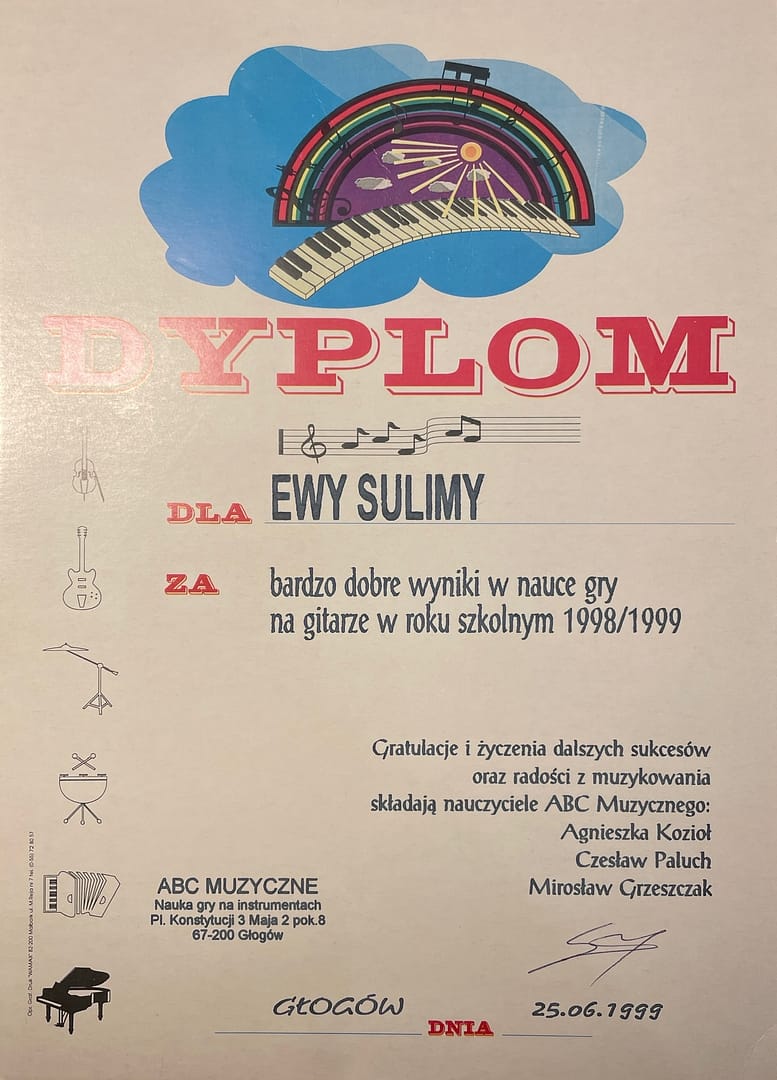 DYPLOM
DLA EWY SULIMY
ZA bardzo dobre wyniki w nauce gry
na gitarze w roku szkolnym 1998/1999
Gratulacje i życzenia dalszych sukcesów
oraz radości z muzykowania
składają nauczyciele ABC Muzycznego:
Agnieszka Kozioł
Czesław Paluch
Mirosław Grzeszczak
ABC MUZYCZNE
Nauka gry na instrumentach
Pl. Konstytucji 3 Maja 2 pok.8
67-200 Głogów
GŁOGÓW DNIA 25.06.1999